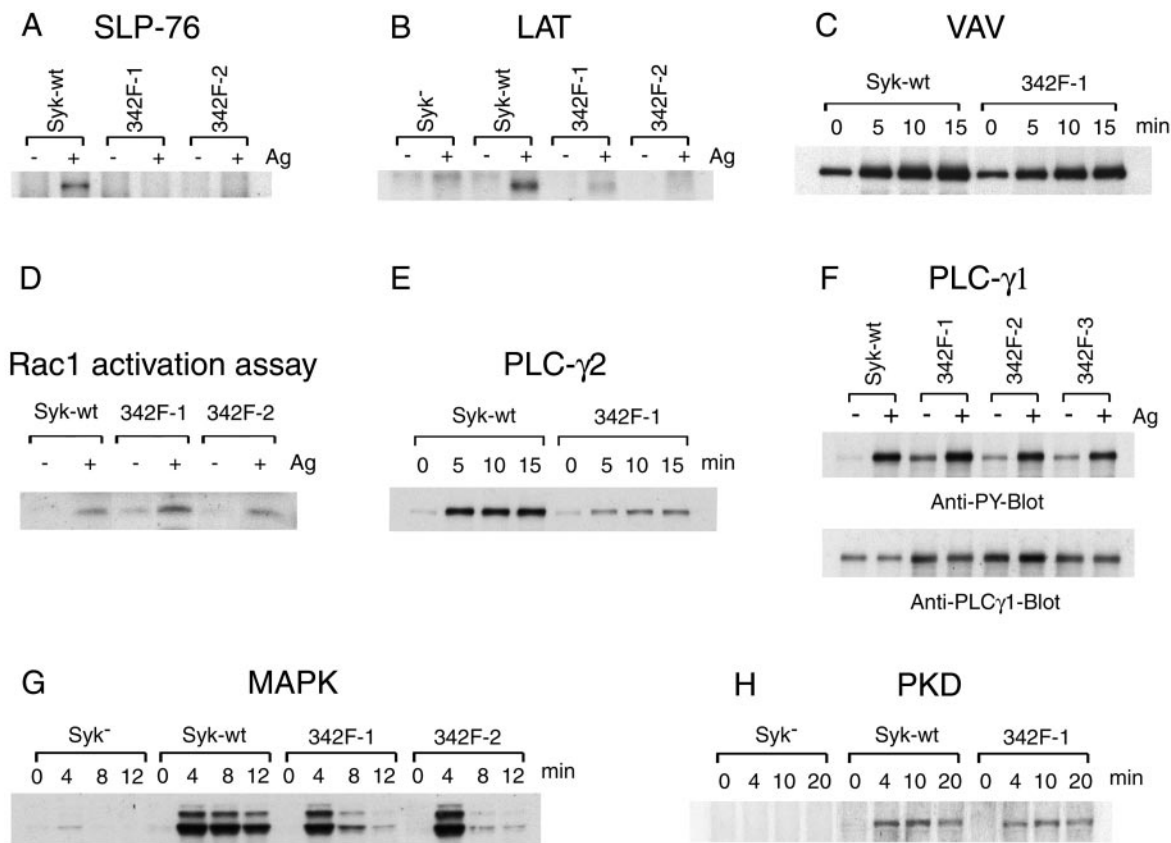 A SLP-76
Syk-wt 342F-1 342F-2
- + - + - + Ag
B LAT
Syk⁻ Syk-wt 342F-1 342F-2
- + - + - + - + Ag
C VAV
Syk-wt 342F-1
0 5 10 15 0 5 10 15 min
D
Rac1 activation assay
Syk-wt 342F-1 342F-2
- + - + - + Ag
E
PLC-γ2
Syk-wt 342F-1
0 5 10 15 0 5 10 15 min
F PLC-γ1
Syk-wt 342F-1 342F-2 342F-3
- + - + - + - + Ag
Anti-PY-Blot
Anti-PLCγ1-Blot
G MAPK
Syk⁻ Syk-wt 342F-1 342F-2
0 4 8 12 0 4 8 12 0 4 8 12 0 4 8 12 min
H PKD
Syk⁻ Syk-wt 342F-1
0 4 10 20 0 4 10 20 0 4 10 20 min